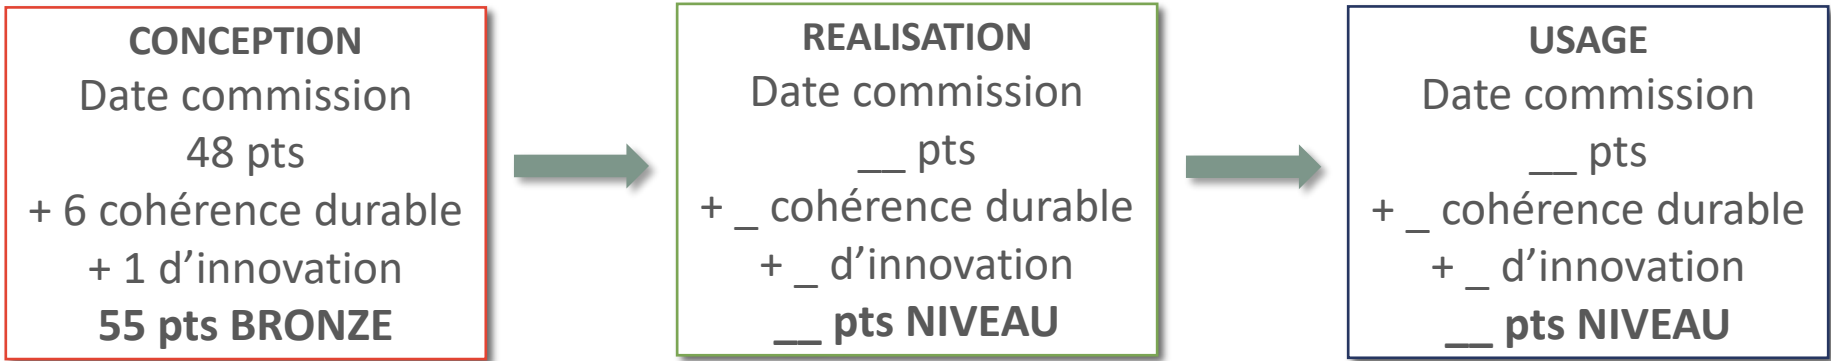 CONCEPTION
Date commission
48 pts
+ 6 cohérence durable
+ 1 d’innovation
55 pts BRONZE
REALISATION
Date commission
__ pts
+ _ cohérence durable
+ _ d’innovation
__ pts NIVEAU
USAGE
Date commission
__ pts
+ _ cohérence durable
+ _ d’innovation
__ pts NIVEAU